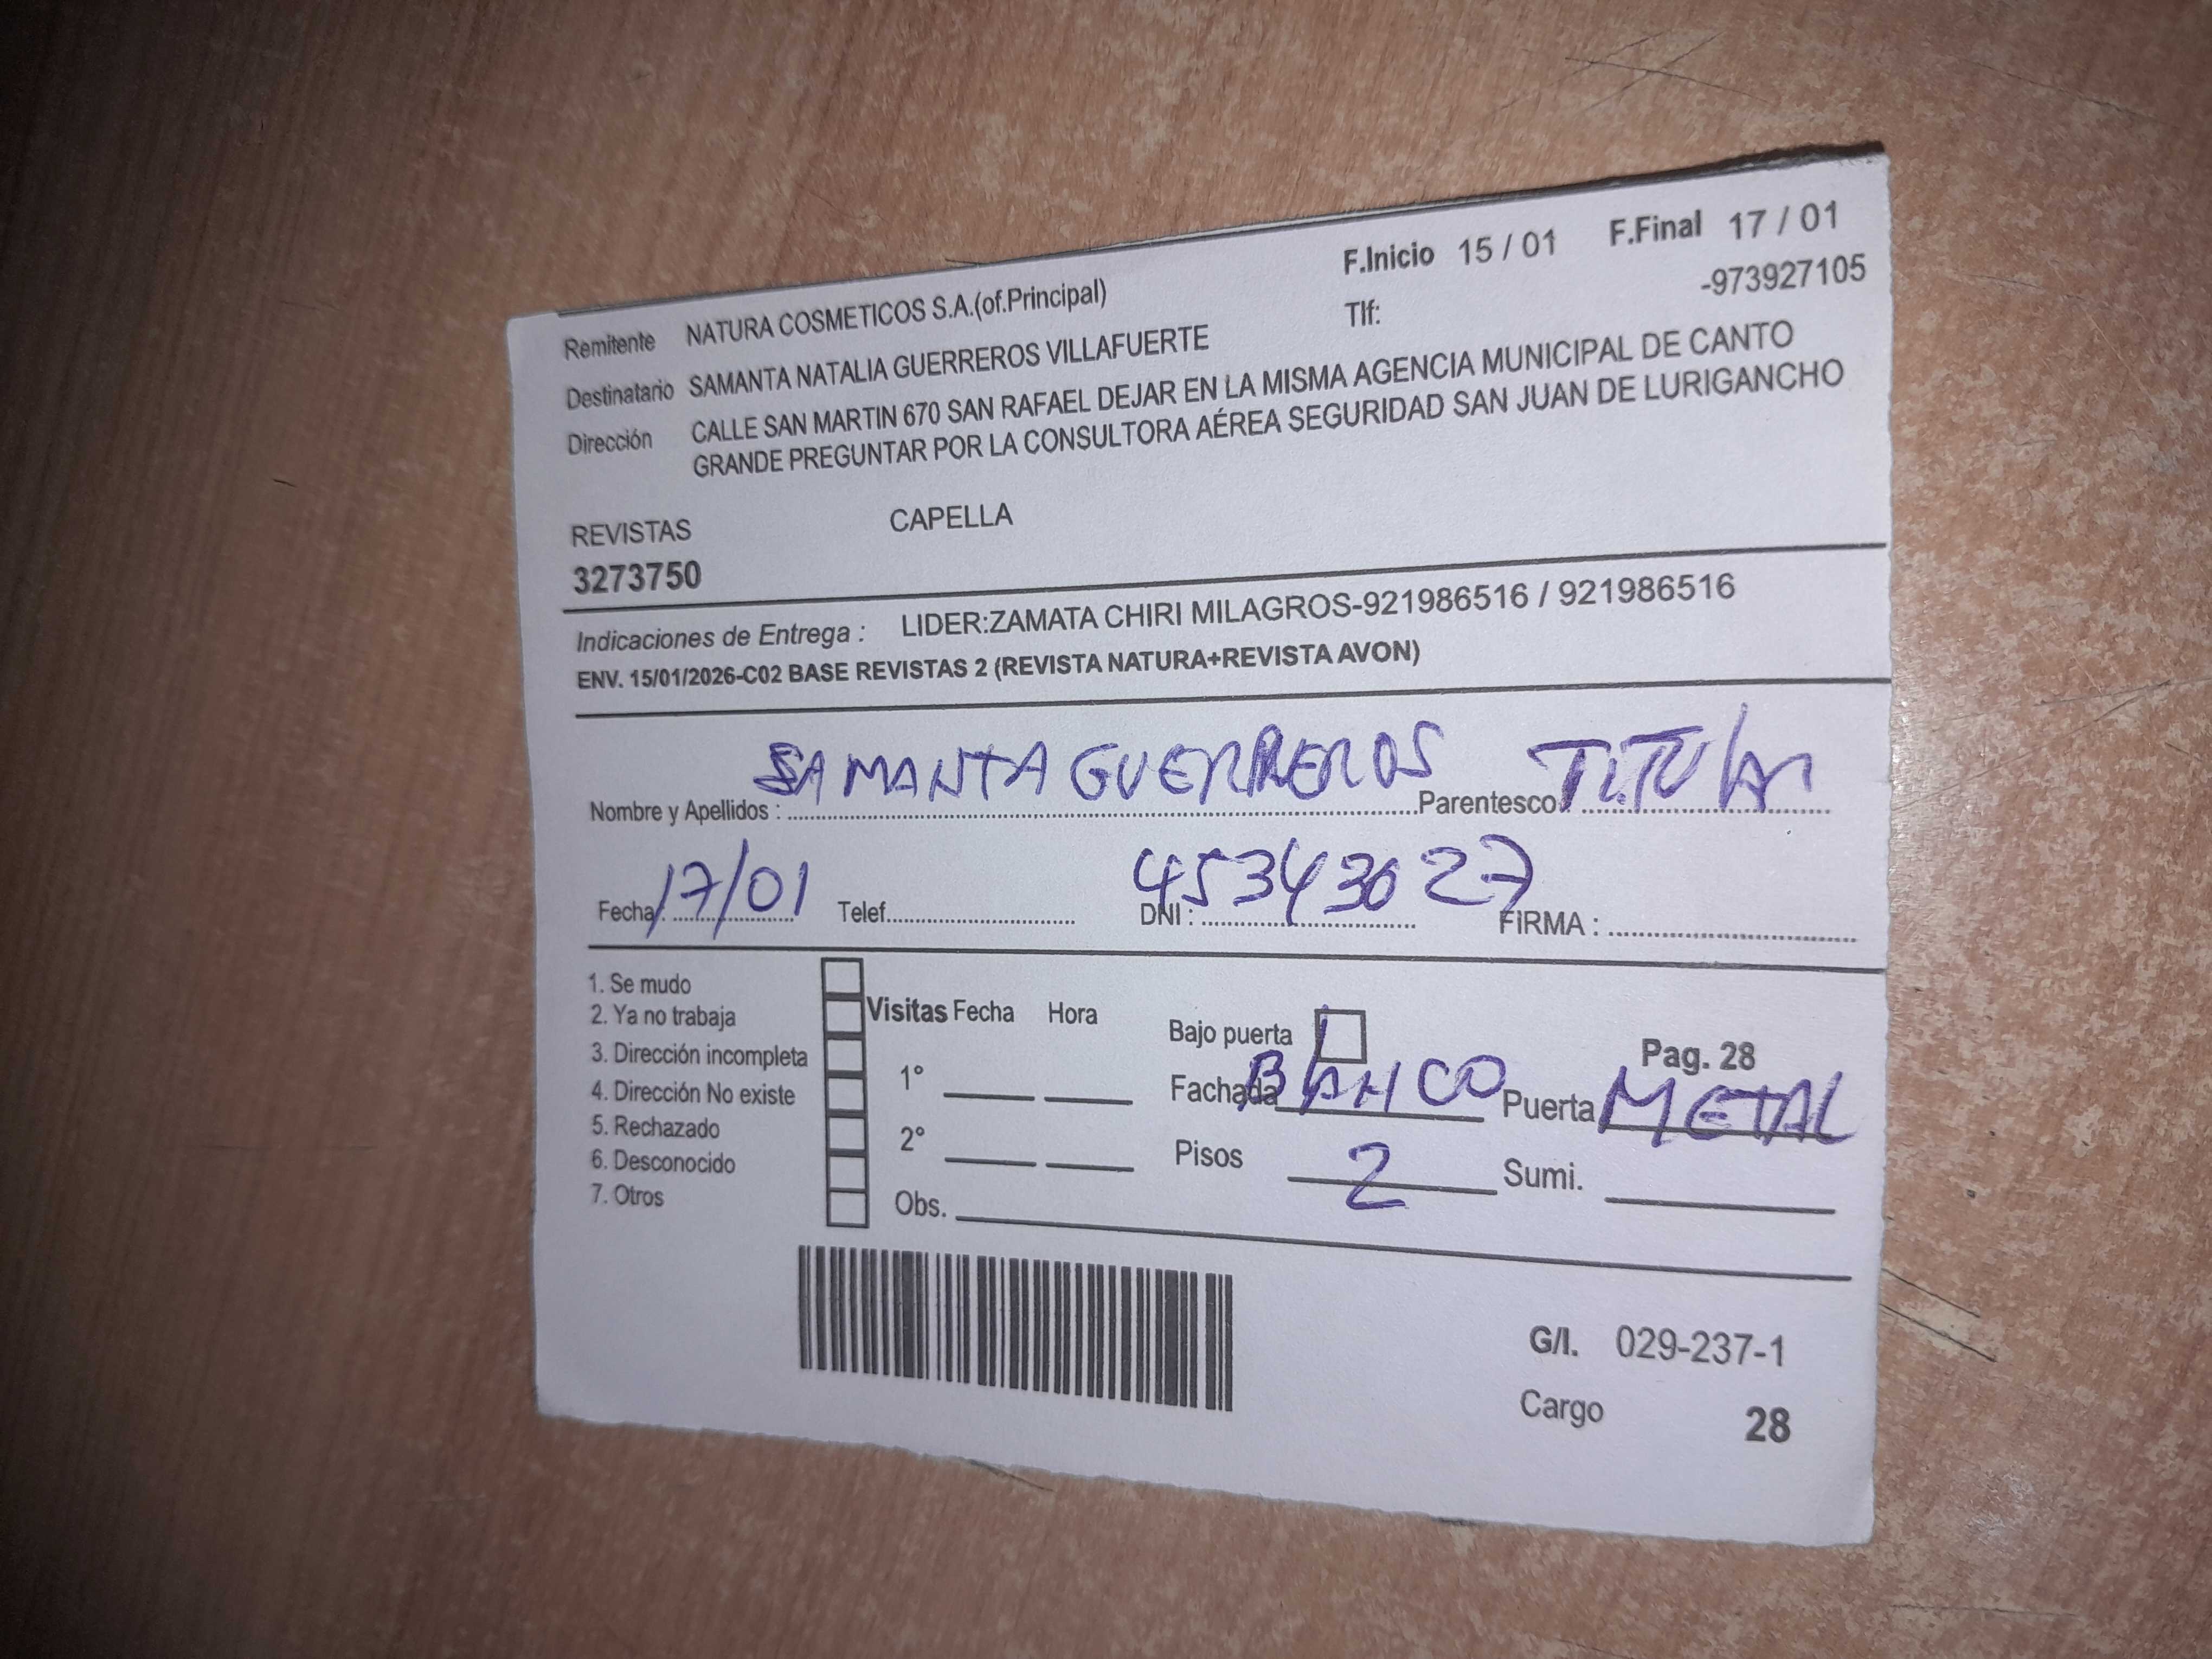 F.Inicio 15 / 01 F.Final 17 / 01
Remitente NATURA COSMETICOS S.A.(of.Principal) Tlf: -973927105
Destinatario SAMANTA NATALIA GUERREROS VILLAFUERTE
Dirección CALLE SAN MARTIN 670 SAN RAFAEL DEJAR EN LA MISMA AGENCIA MUNICIPAL DE CANTO
GRANDE PREGUNTAR POR LA CONSULTORA AÉREA SEGURIDAD SAN JUAN DE LURIGANCHO
REVISTAS CAPELLA
3273750
Indicaciones de Entrega : LIDER:ZAMATA CHIRI MILAGROS-921986516 / 921986516
ENV. 15/01/2026-C02 BASE REVISTAS 2 (REVISTA NATURA+REVISTA AVON)
Nombre y Apellidos : SAMANTA GUERREROS Parentesco TITULAR
Fecha: 17/01 Telef. DNI : 45343627 FIRMA :
1. Se mudo
2. Ya no trabaja Visitas Fecha Hora Bajo puerta
3. Dirección incompleta Pag. 28
4. Dirección No existe 1° Fachada BLANCO Puerta METAL
5. Rechazado 2°
6. Desconocido Pisos 2 Sumi.
7. Otros Obs.
G/I. 029-237-1
Cargo 28